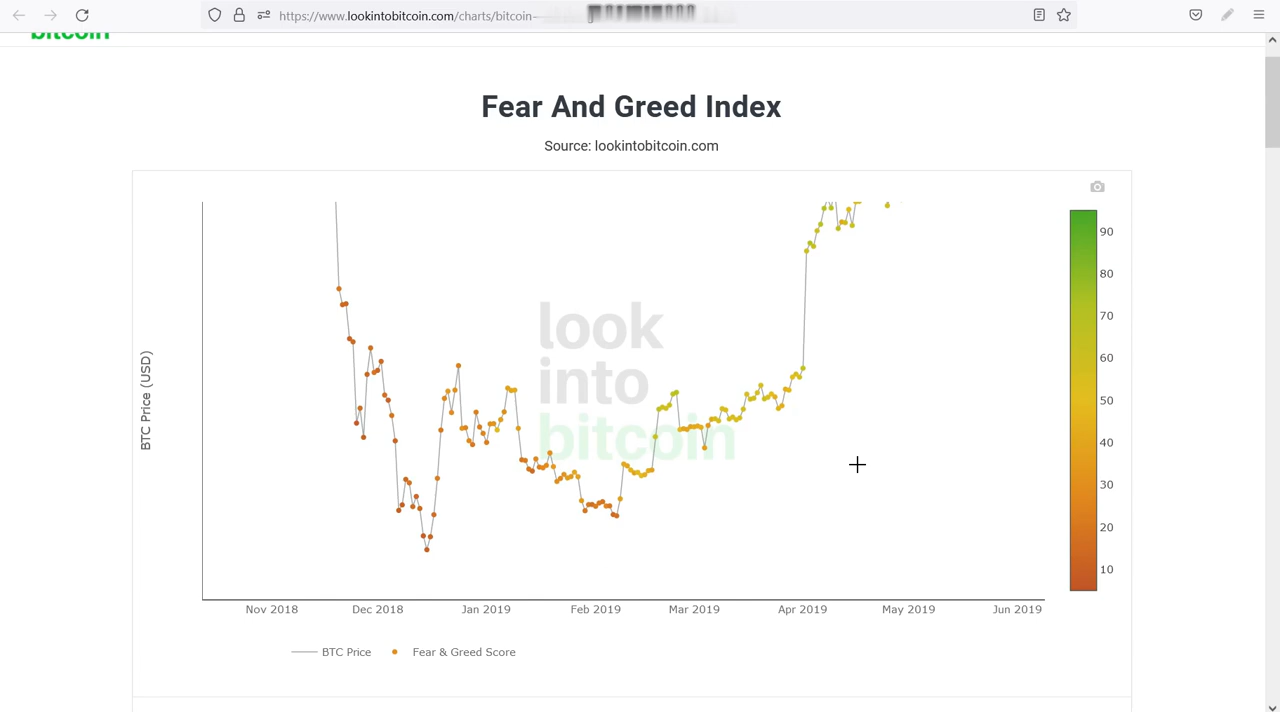 https://www.lookintobitcoin.com/charts/bitcoin-
bitcoin
Fear And Greed Index
Source: lookintobitcoin.com
look
into
bitcoin
BTC Price (USD)
90
80
70
60
50
40
30
20
10
Nov 2018 Dec 2018 Jan 2019 Feb 2019 Mar 2019 Apr 2019 May 2019 Jun 2019
BTC Price Fear & Greed Score